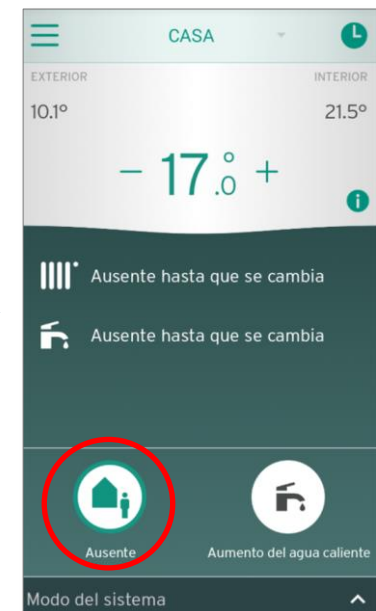 CASA
EXTERIOR INTERIOR
10.1° 21.5°
− 17.0° +
Ausente hasta que se cambia
Ausente hasta que se cambia
Ausente Aumento del agua caliente
Modo del sistema